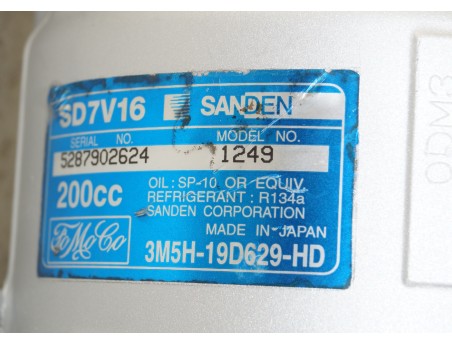 SD7V16 SANDEN
SERIAL NO. MODEL NO.
5287902624 1249
200cc OIL: SP-10 OR EQUIV.
REFRIGERANT: R134a
SANDEN CORPORATION
MADE IN JAPAN
FoMoCo 3M5H-19D629-HD